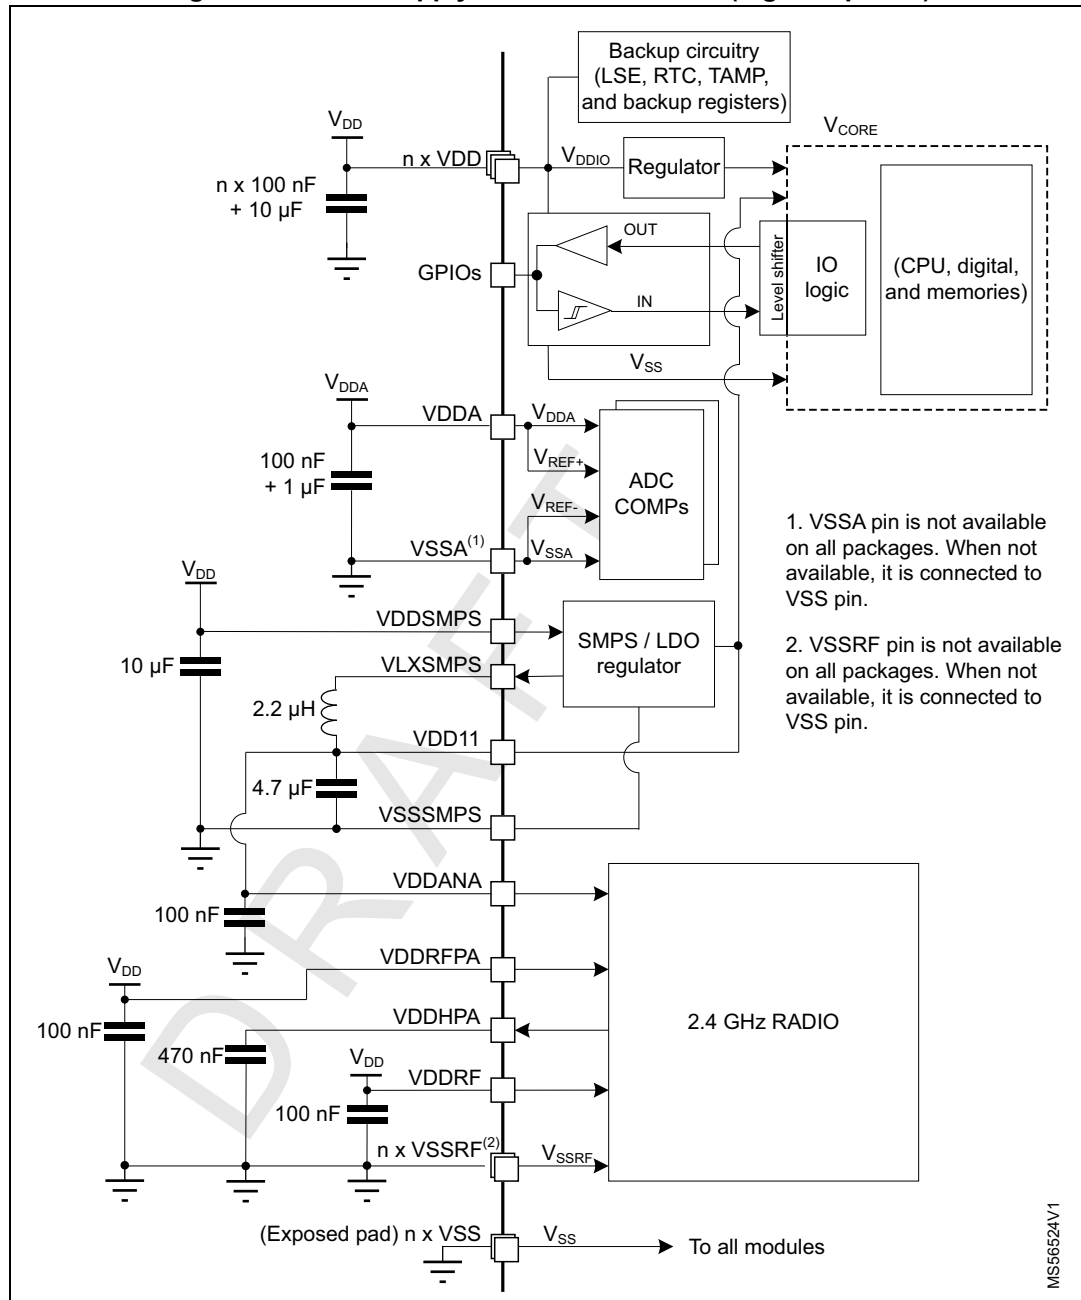 Backup circuitry
(LSE, RTC, TAMP,
and backup registers)
VDD
VCORE
n x VDD
VDDIO
Regulator
n x 100 nF
+ 10 µF
OUT
GPIOs
Level shifter
IO
logic
(CPU, digital,
and memories)
IN
VSS
VDDA
VDDA
VDDA
100 nF
+ 1 µF
VREF+
ADC
COMPs
VREF-
VSSA(1)
VSSA
1. VSSA pin is not available
on all packages. When not
available, it is connected to
VSS pin.
2. VSSRF pin is not available
on all packages. When not
available, it is connected to
VSS pin.
VDD
VDDSMPS
SMPS / LDO
regulator
10 µF
VLXSMPS
2.2 µH
VDD11
4.7 µF
VSSSMPS
VDDANA
100 nF
VDD
VDDRFPA
100 nF
VDDHPA
2.4 GHz RADIO
470 nF
VDD
VDDRF
100 nF
n x VSSRF(2)
VSSRF
(Exposed pad) n x VSS
VSS
To all modules
MS56524V1
DRAFT